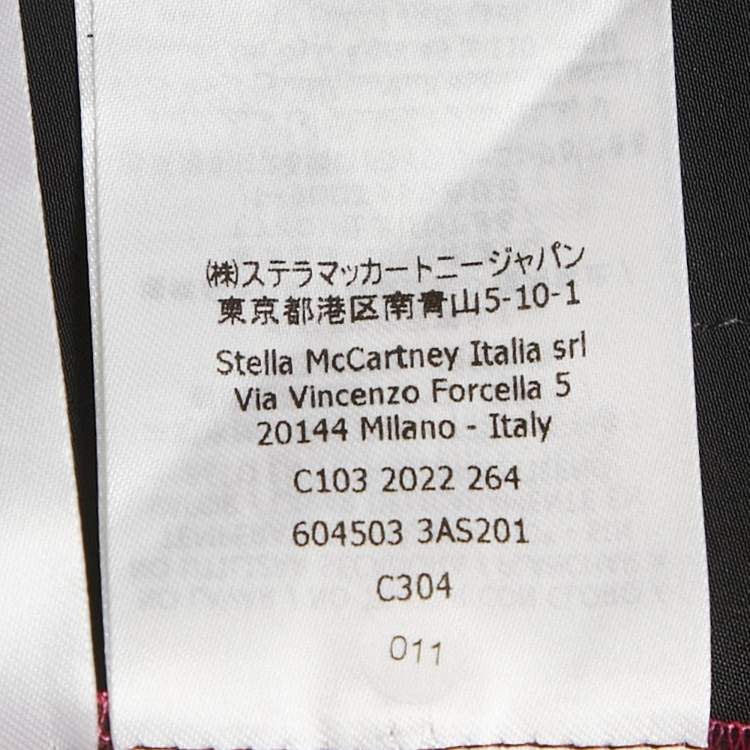 ㈱ステラマッカートニージャパン
東京都港区南青山5-10-1
Stella McCartney Italia srl
Via Vincenzo Forcella 5
20144 Milano - Italy
C103 2022 264
604503 3AS201
C304
011